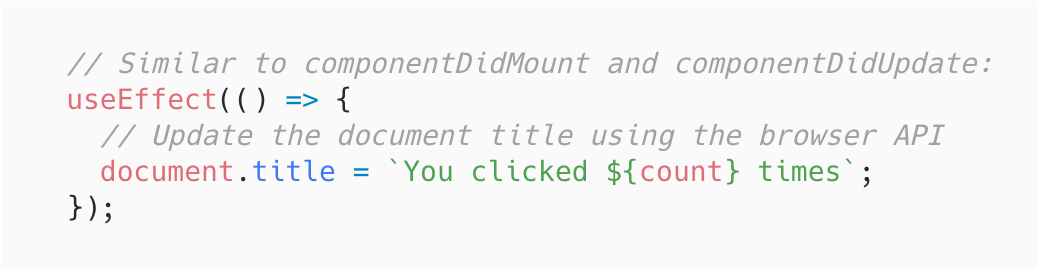 // Similar to componentDidMount and componentDidUpdate:
useEffect(() => {
  // Update the document title using the browser API
  document.title = `You clicked ${count} times`;
});